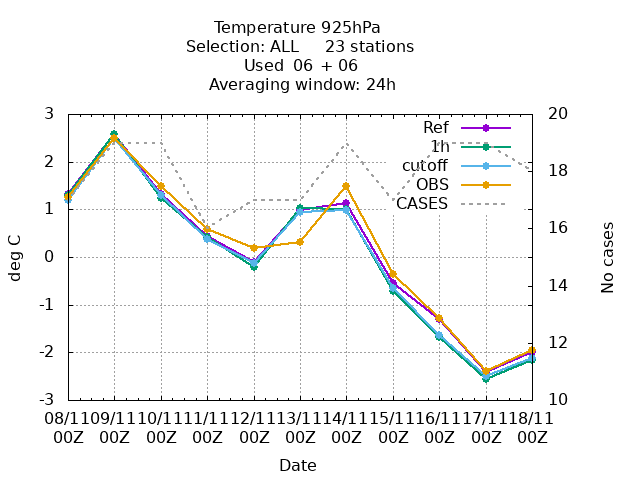 Temperature 925hPa
Selection: ALL 23 stations
Used 06 + 06
Averaging window: 24h
Ref
1h
cutoff
OBS
CASES
3
2
1
0
-1
-2
-3
deg C
20
18
16
14
12
10
No cases
08/11 09/11 10/11 11/11 12/11 13/11 14/11 15/11 16/11 17/11 18/11
00Z 00Z 00Z 00Z 00Z 00Z 00Z 00Z 00Z 00Z 00Z
Date